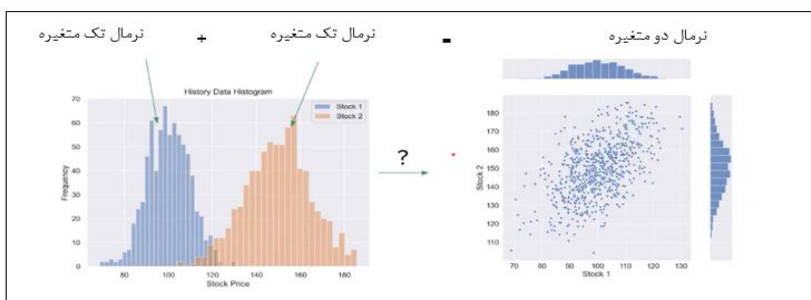 نرمال تک متغیره + نرمال تک متغیره = نرمال دو متغیره
History Data Histogram
Stock 1
Stock 2
Frequency
70
60
50
40
30
20
10
0
80 100 120 140 160 180
Stock Price
?
Stock 2
180
170
160
150
140
130
120
110
70 80 90 100 110 120 130
Stock 1